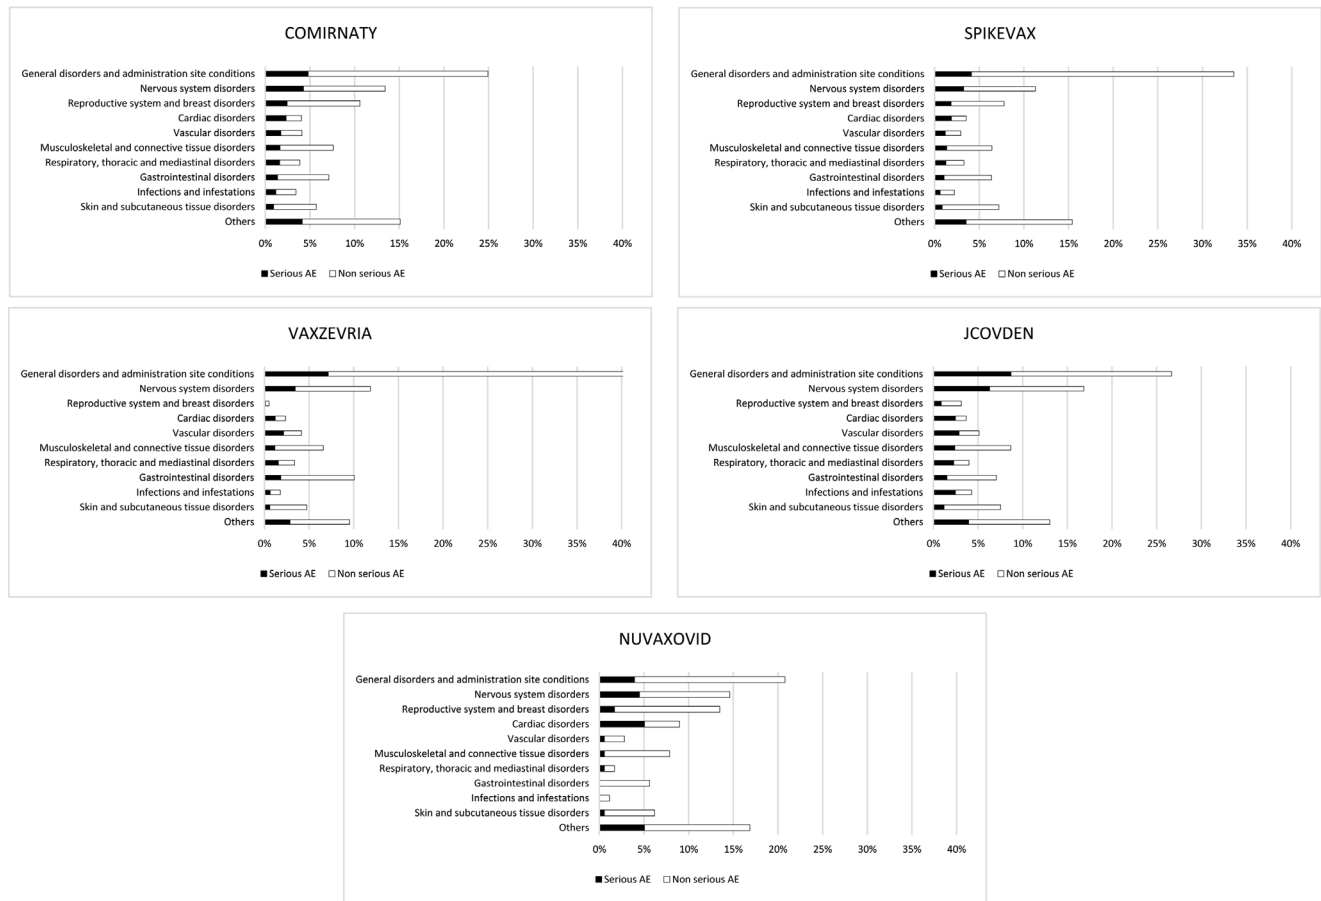 COMIRNATY
General disorders and administration site conditions
Nervous system disorders
Reproductive system and breast disorders
Cardiac disorders
Vascular disorders
Musculoskeletal and connective tissue disorders
Respiratory, thoracic and mediastinal disorders
Gastrointestinal disorders
Infections and infestations
Skin and subcutaneous tissue disorders
Others
0% 5% 10% 15% 20% 25% 30% 35% 40%
Serious AE Non serious AE
SPIKEVAX
General disorders and administration site conditions
Nervous system disorders
Reproductive system and breast disorders
Cardiac disorders
Vascular disorders
Musculoskeletal and connective tissue disorders
Respiratory, thoracic and mediastinal disorders
Gastrointestinal disorders
Infections and infestations
Skin and subcutaneous tissue disorders
Others
0% 5% 10% 15% 20% 25% 30% 35% 40%
Serious AE Non serious AE
VAXZEVRIA
General disorders and administration site conditions
Nervous system disorders
Reproductive system and breast disorders
Cardiac disorders
Vascular disorders
Musculoskeletal and connective tissue disorders
Respiratory, thoracic and mediastinal disorders
Gastrointestinal disorders
Infections and infestations
Skin and subcutaneous tissue disorders
Others
0% 5% 10% 15% 20% 25% 30% 35% 40%
Serious AE Non serious AE
JCOVDEN
General disorders and administration site conditions
Nervous system disorders
Reproductive system and breast disorders
Cardiac disorders
Vascular disorders
Musculoskeletal and connective tissue disorders
Respiratory, thoracic and mediastinal disorders
Gastrointestinal disorders
Infections and infestations
Skin and subcutaneous tissue disorders
Others
0% 5% 10% 15% 20% 25% 30% 35% 40%
Serious AE Non serious AE
NUVAXOVID
General disorders and administration site conditions
Nervous system disorders
Reproductive system and breast disorders
Cardiac disorders
Vascular disorders
Musculoskeletal and connective tissue disorders
Respiratory, thoracic and mediastinal disorders
Gastrointestinal disorders
Infections and infestations
Skin and subcutaneous tissue disorders
Others
0% 5% 10% 15% 20% 25% 30% 35% 40%
Serious AE Non serious AE